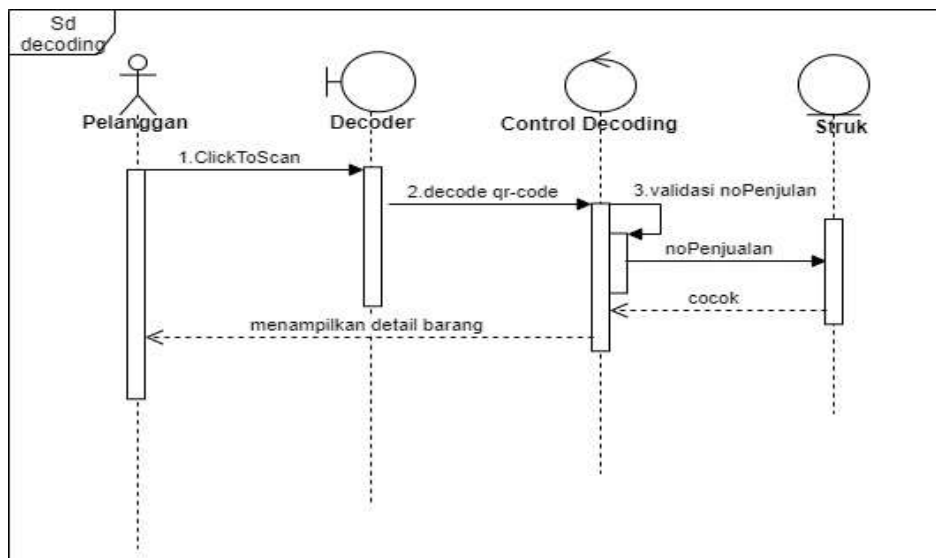 Sd
decoding
Pelanggan
Decoder
Control Decoding
Struk
1.ClickToScan
2.decode qr-code
3.validasi noPenjulan
noPenjualan
cocok
menampilkan detail barang